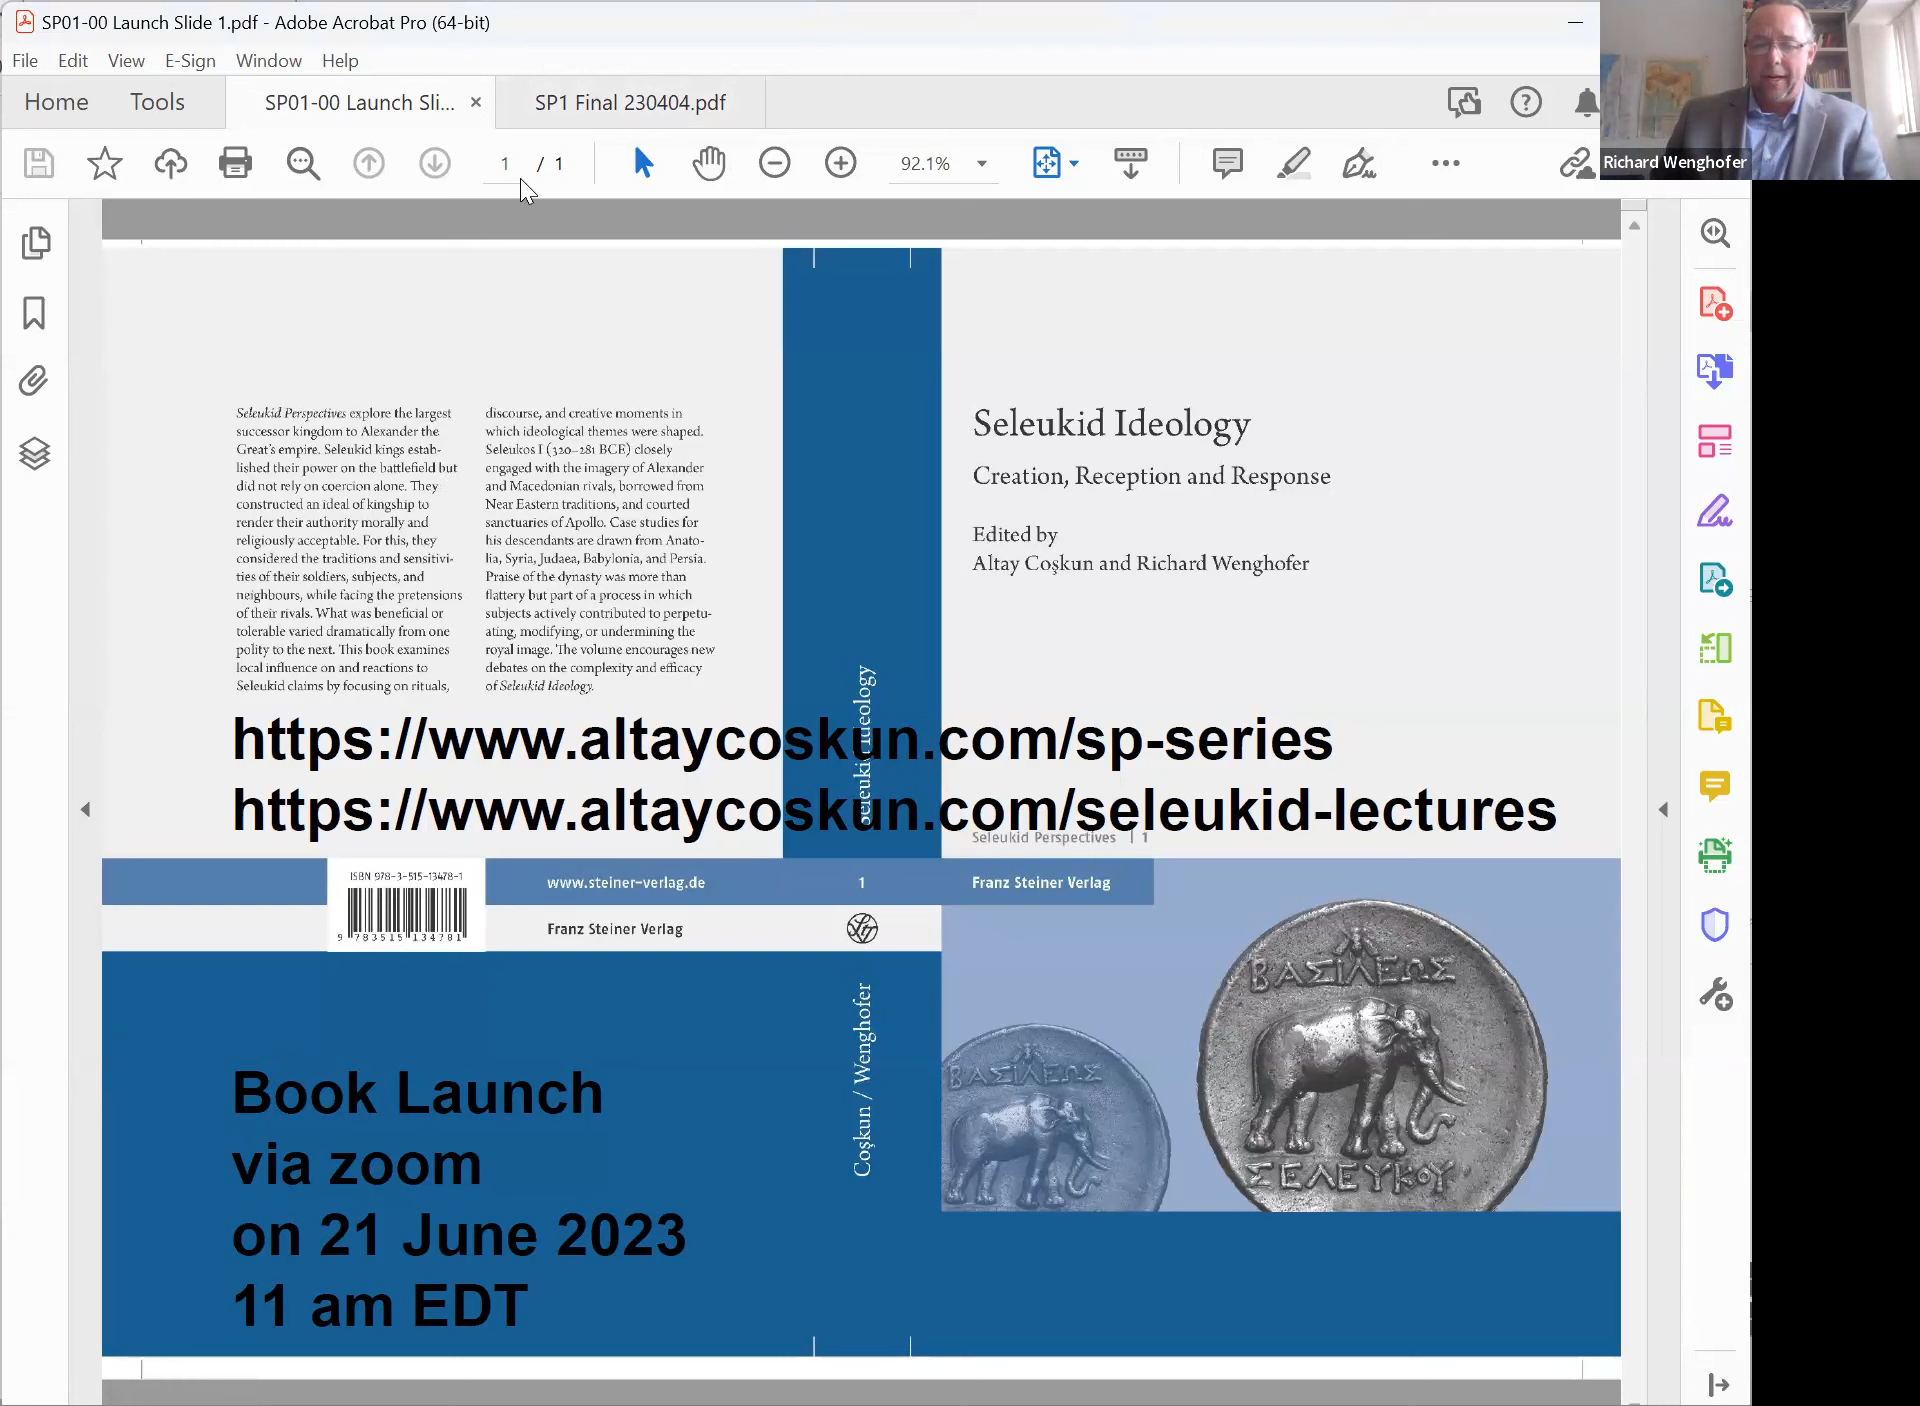 SP01-00 Launch Slide 1.pdf - Adobe Acrobat Pro (64-bit)
File Edit View E-Sign Window Help
Home Tools SP01-00 Launch Sli... × SP1 Final 230404.pdf
1 / 1 92.1%
Richard Wenghofer
Seleukid Perspectives explore the largest
successor kingdom to Alexander the
Great's empire. Seleukid kings estab-
lished their power on the battlefield but
did not rely on coercion alone. They
constructed an ideal of kingship to
render their authority morally and
religiously acceptable. For this, they
considered the traditions and sensitivi-
ties of their soldiers, subjects, and
neighbours, while facing the pretensions
of their rivals. What was beneficial or
tolerable varied dramatically from one
polity to the next. This book examines
local influence on and reactions to
Seleukid claims by focusing on rituals,
discourse, and creative moments in
which ideological themes were shaped.
Seleukos I (320–281 BCE) closely
engaged with the imagery of Alexander
and Macedonian rivals, borrowed from
Near Eastern traditions, and courted
sanctuaries of Apollo. Case studies for
his descendants are drawn from Anato-
lia, Syria, Judaea, Babylonia, and Persia.
Praise of the dynasty was more than
flattery but part of a process in which
subjects actively contributed to perpetu-
ating, modifying, or undermining the
royal image. The volume encourages new
debates on the complexity and efficacy
of Seleukid Ideology.
Seleukid Ideology
Seleukid Ideology
Creation, Reception and Response
Edited by
Altay Coşkun and Richard Wenghofer
https://www.altaycoskun.com/sp-series
https://www.altaycoskun.com/seleukid-lectures
Seleukid Perspectives | 1
ISBN 978-3-515-13478-1
9 783515 134781
www.steiner-verlag.de
1
Franz Steiner Verlag
Franz Steiner Verlag
Coşkun / Wenghofer
ΒΑΣΙΛΕΩΣ
ΒΑΣΙΛΕΩΣ
ΣΕΛΕΥΚΟΥ
Book Launch
via zoom
on 21 June 2023
11 am EDT